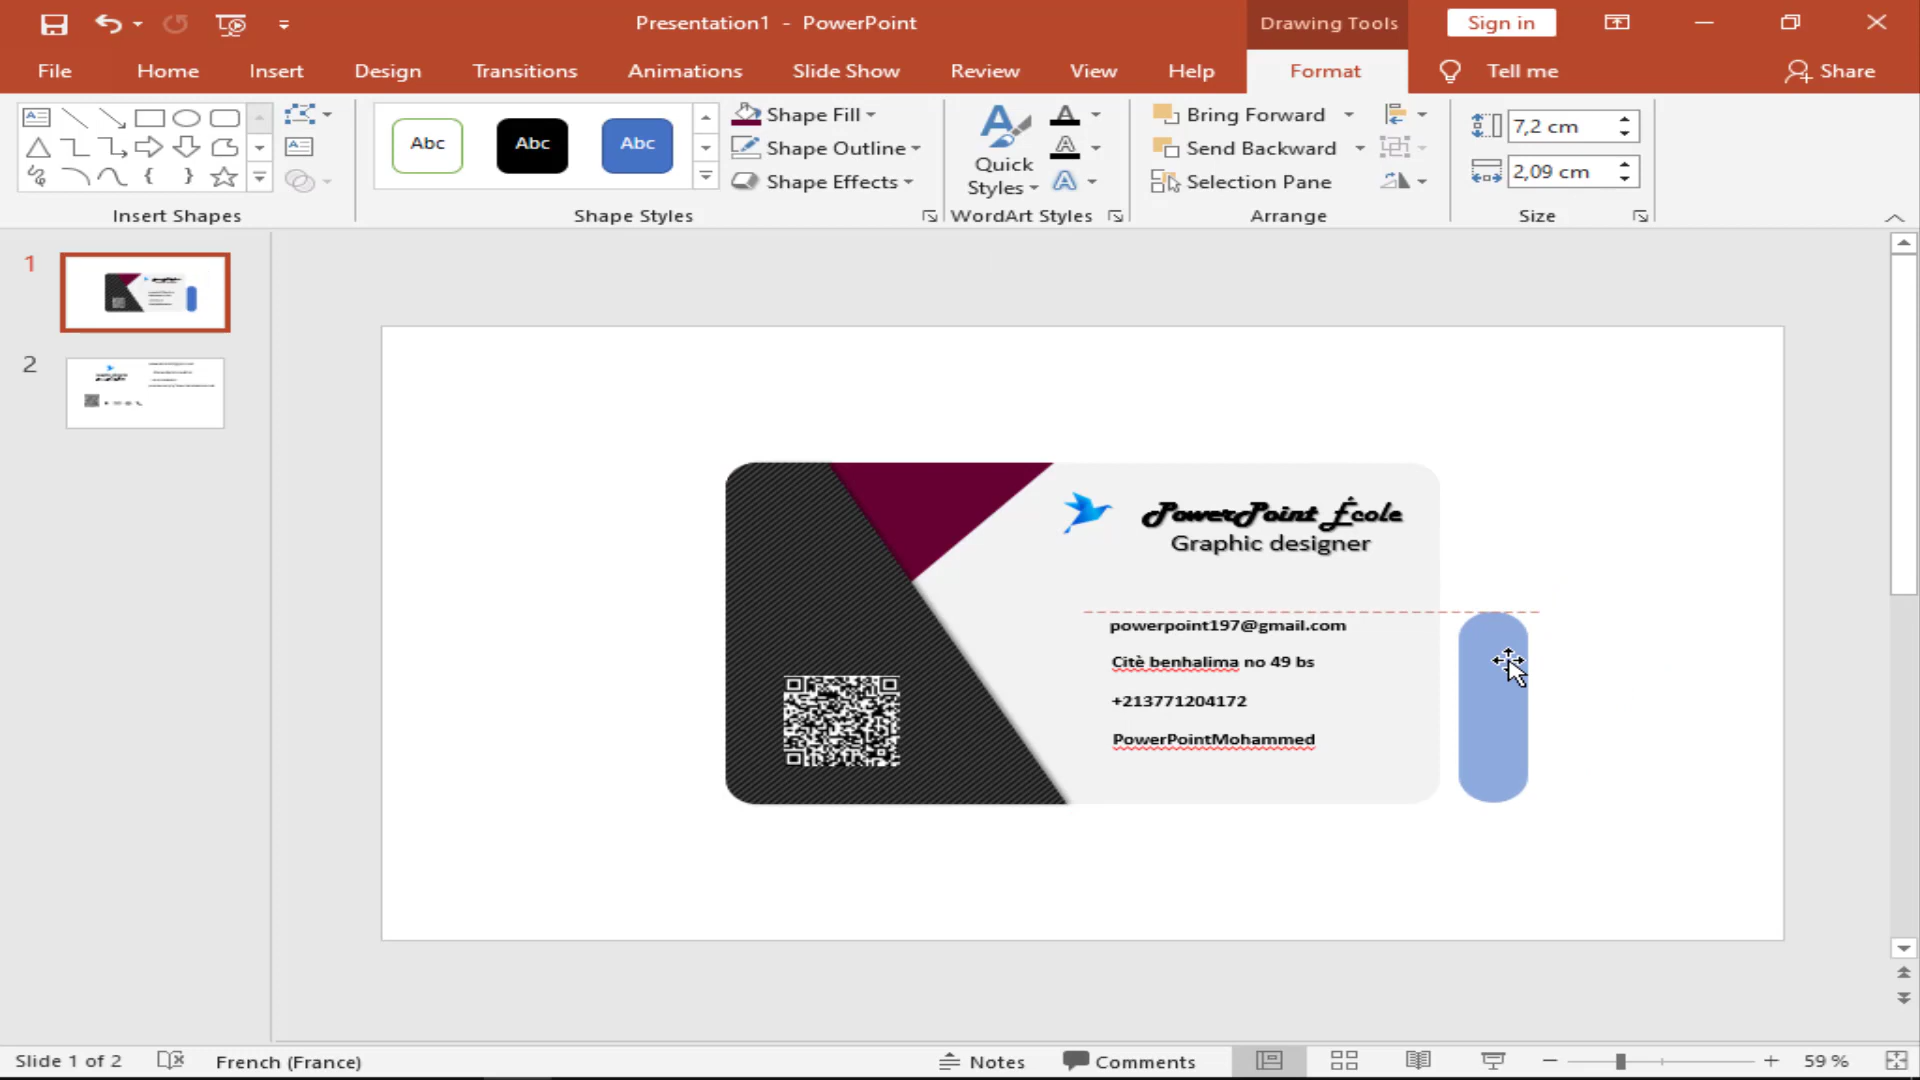 Presentation1 - PowerPoint
Drawing Tools
Sign in
File
Home
Insert
Design
Transitions
Animations
Slide Show
Review
View
Help
Format
Tell me
Share
Abc
Abc
Abc
Shape Fill
Shape Outline
Shape Effects
Quick
Styles
Bring Forward
Send Backward
Selection Pane
7,2 cm
2,09 cm
Insert Shapes
Shape Styles
WordArt Styles
Arrange
Size
1
2
PowerPoint École
Graphic designer
powerpoint197@gmail.com
Citè benhalima no 49 bs
+213771204172
PowerPointMohammed
Slide 1 of 2
French (France)
Notes
Comments
59 %